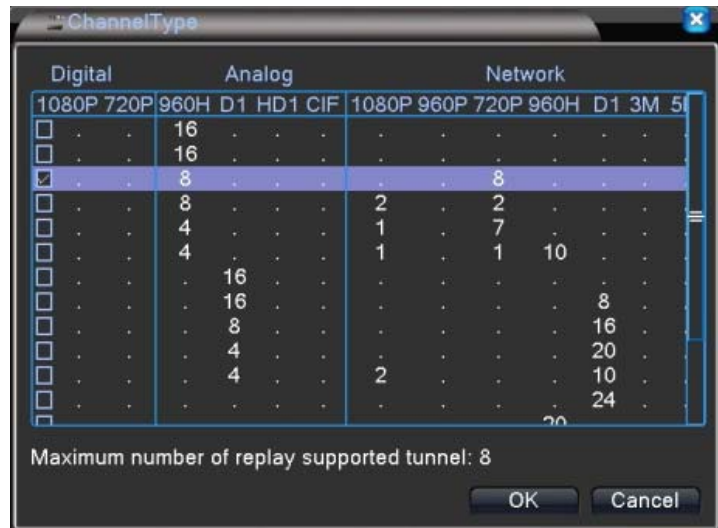 ChannelType
Digital Analog Network
1080P 720P 960H D1 HD1 CIF 1080P 960P 720P 960H D1 3M
. . 16 . . . . . . . . . .
. . 16 . . . . . . . . . .
. . 8 . . . . . 8 . . . .
. . 8 . . . 2 . 2 . . . .
. . 4 . . . 1 . 7 . . . .
. . 4 . . . 1 . 1 10 . . .
. . . 16 . . . . . . . . .
. . . 16 . . . . . . 8 . .
. . . 8 . . . . . . 16 . .
. . . 4 . . . . . . 20 . .
. . . 4 . . 2 . . . 10 . .
. . . . . . . . . . 24 . .
20
Maximum number of replay supported tunnel: 8
OK Cancel